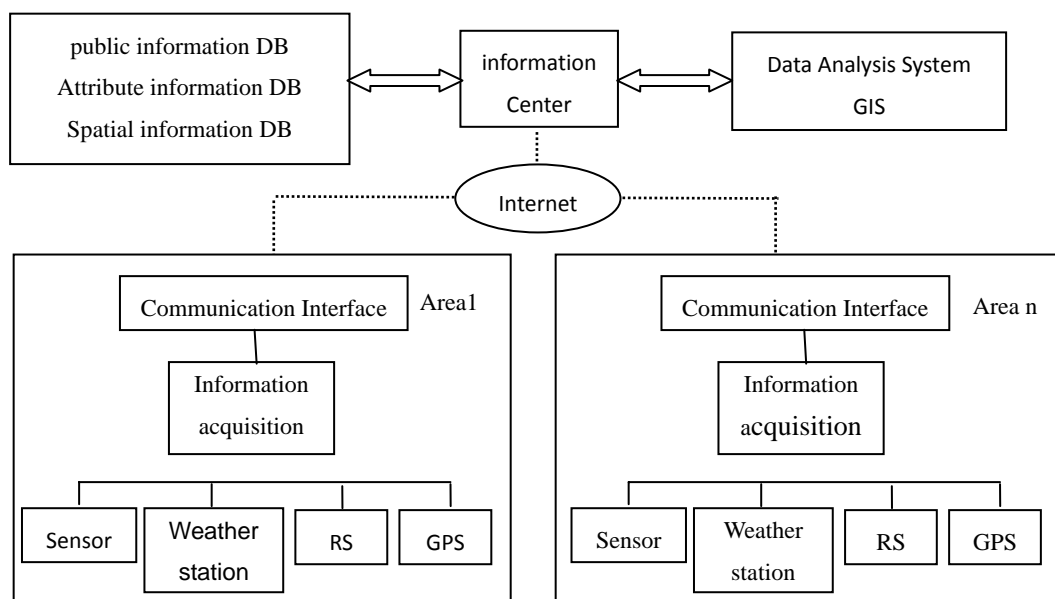 public information DB
Attribute information DB
Spatial information DB
information
Center
Data Analysis System
GIS
Internet
Communication Interface
Area1
Information
acquisition
Sensor
Weather
station
RS
GPS
Communication Interface
Area n
Information
acquisition
Sensor
Weather
station
RS
GPS